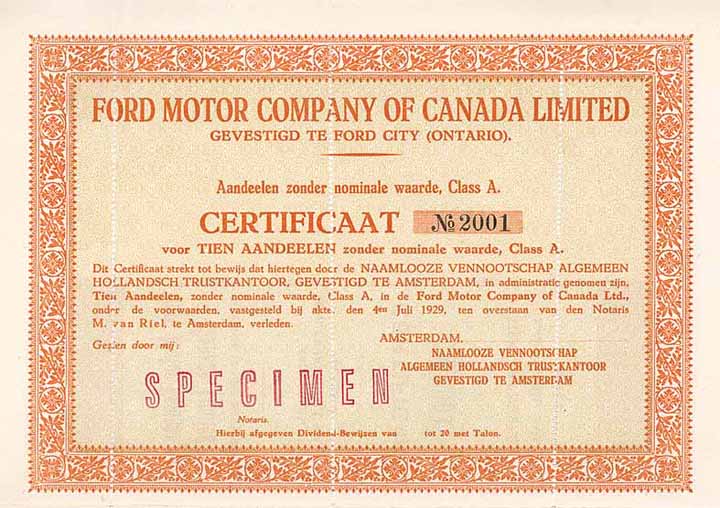 FORD MOTOR COMPANY OF CANADA LIMITED
GEVESTIGD TE FORD CITY (ONTARIO).
Aandeelen zonder nominale waarde, Class A.
CERTIFICAAT № 2001
voor TIEN AANDEELEN zonder nominale waarde, Class A.
Dit Certificaat strekt tot bewijs dat hiertegen door de NAAMLOOZE VENNOOTSCHAP ALGEMEEN
HOLLANDSCH TRUSTKANTOOR, GEVESTIGD TE AMSTERDAM, in administratie genomen zijn,
Tien Aandeelen, zonder nominale waarde, Class A, in de Ford Motor Company of Canada Ltd.,
onder de voorwaarden, vastgesteld bij akte, den 4en Juli 1929, ten overstaan van den Notaris
M. van Riel, te Amsterdam, verleden.
Gezien door mij:
AMSTERDAM,
NAAMLOOZE VENNOOTSCHAP
ALGEMEEN HOLLANDSCH TRUSTKANTOOR
GEVESTIGD TE AMSTERDAM
SPECIMEN
Notaris.
Hierbij afgegeven Dividend-Bewijzen van tot 20 met Talon.